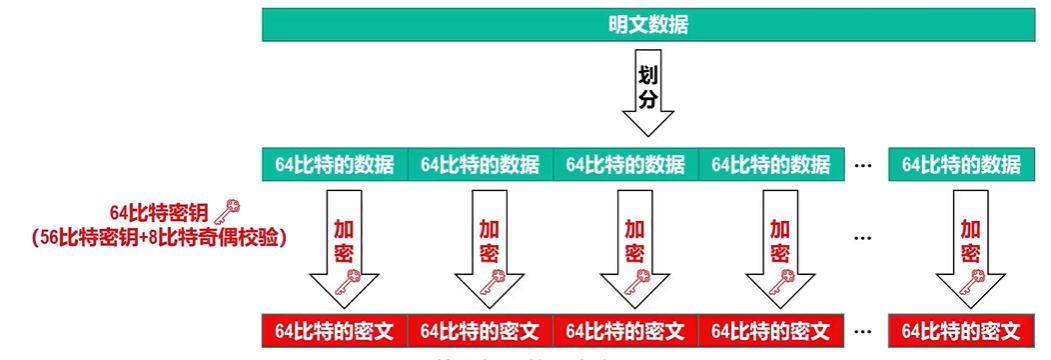 明文数据
划分
64比特的数据 64比特的数据 64比特的数据 64比特的数据 … 64比特的数据
64比特密钥
（56比特密钥+8比特奇偶校验）
加密 加密 加密 加密 … 加密
64比特的密文 64比特的密文 64比特的密文 64比特的密文 … 64比特的密文